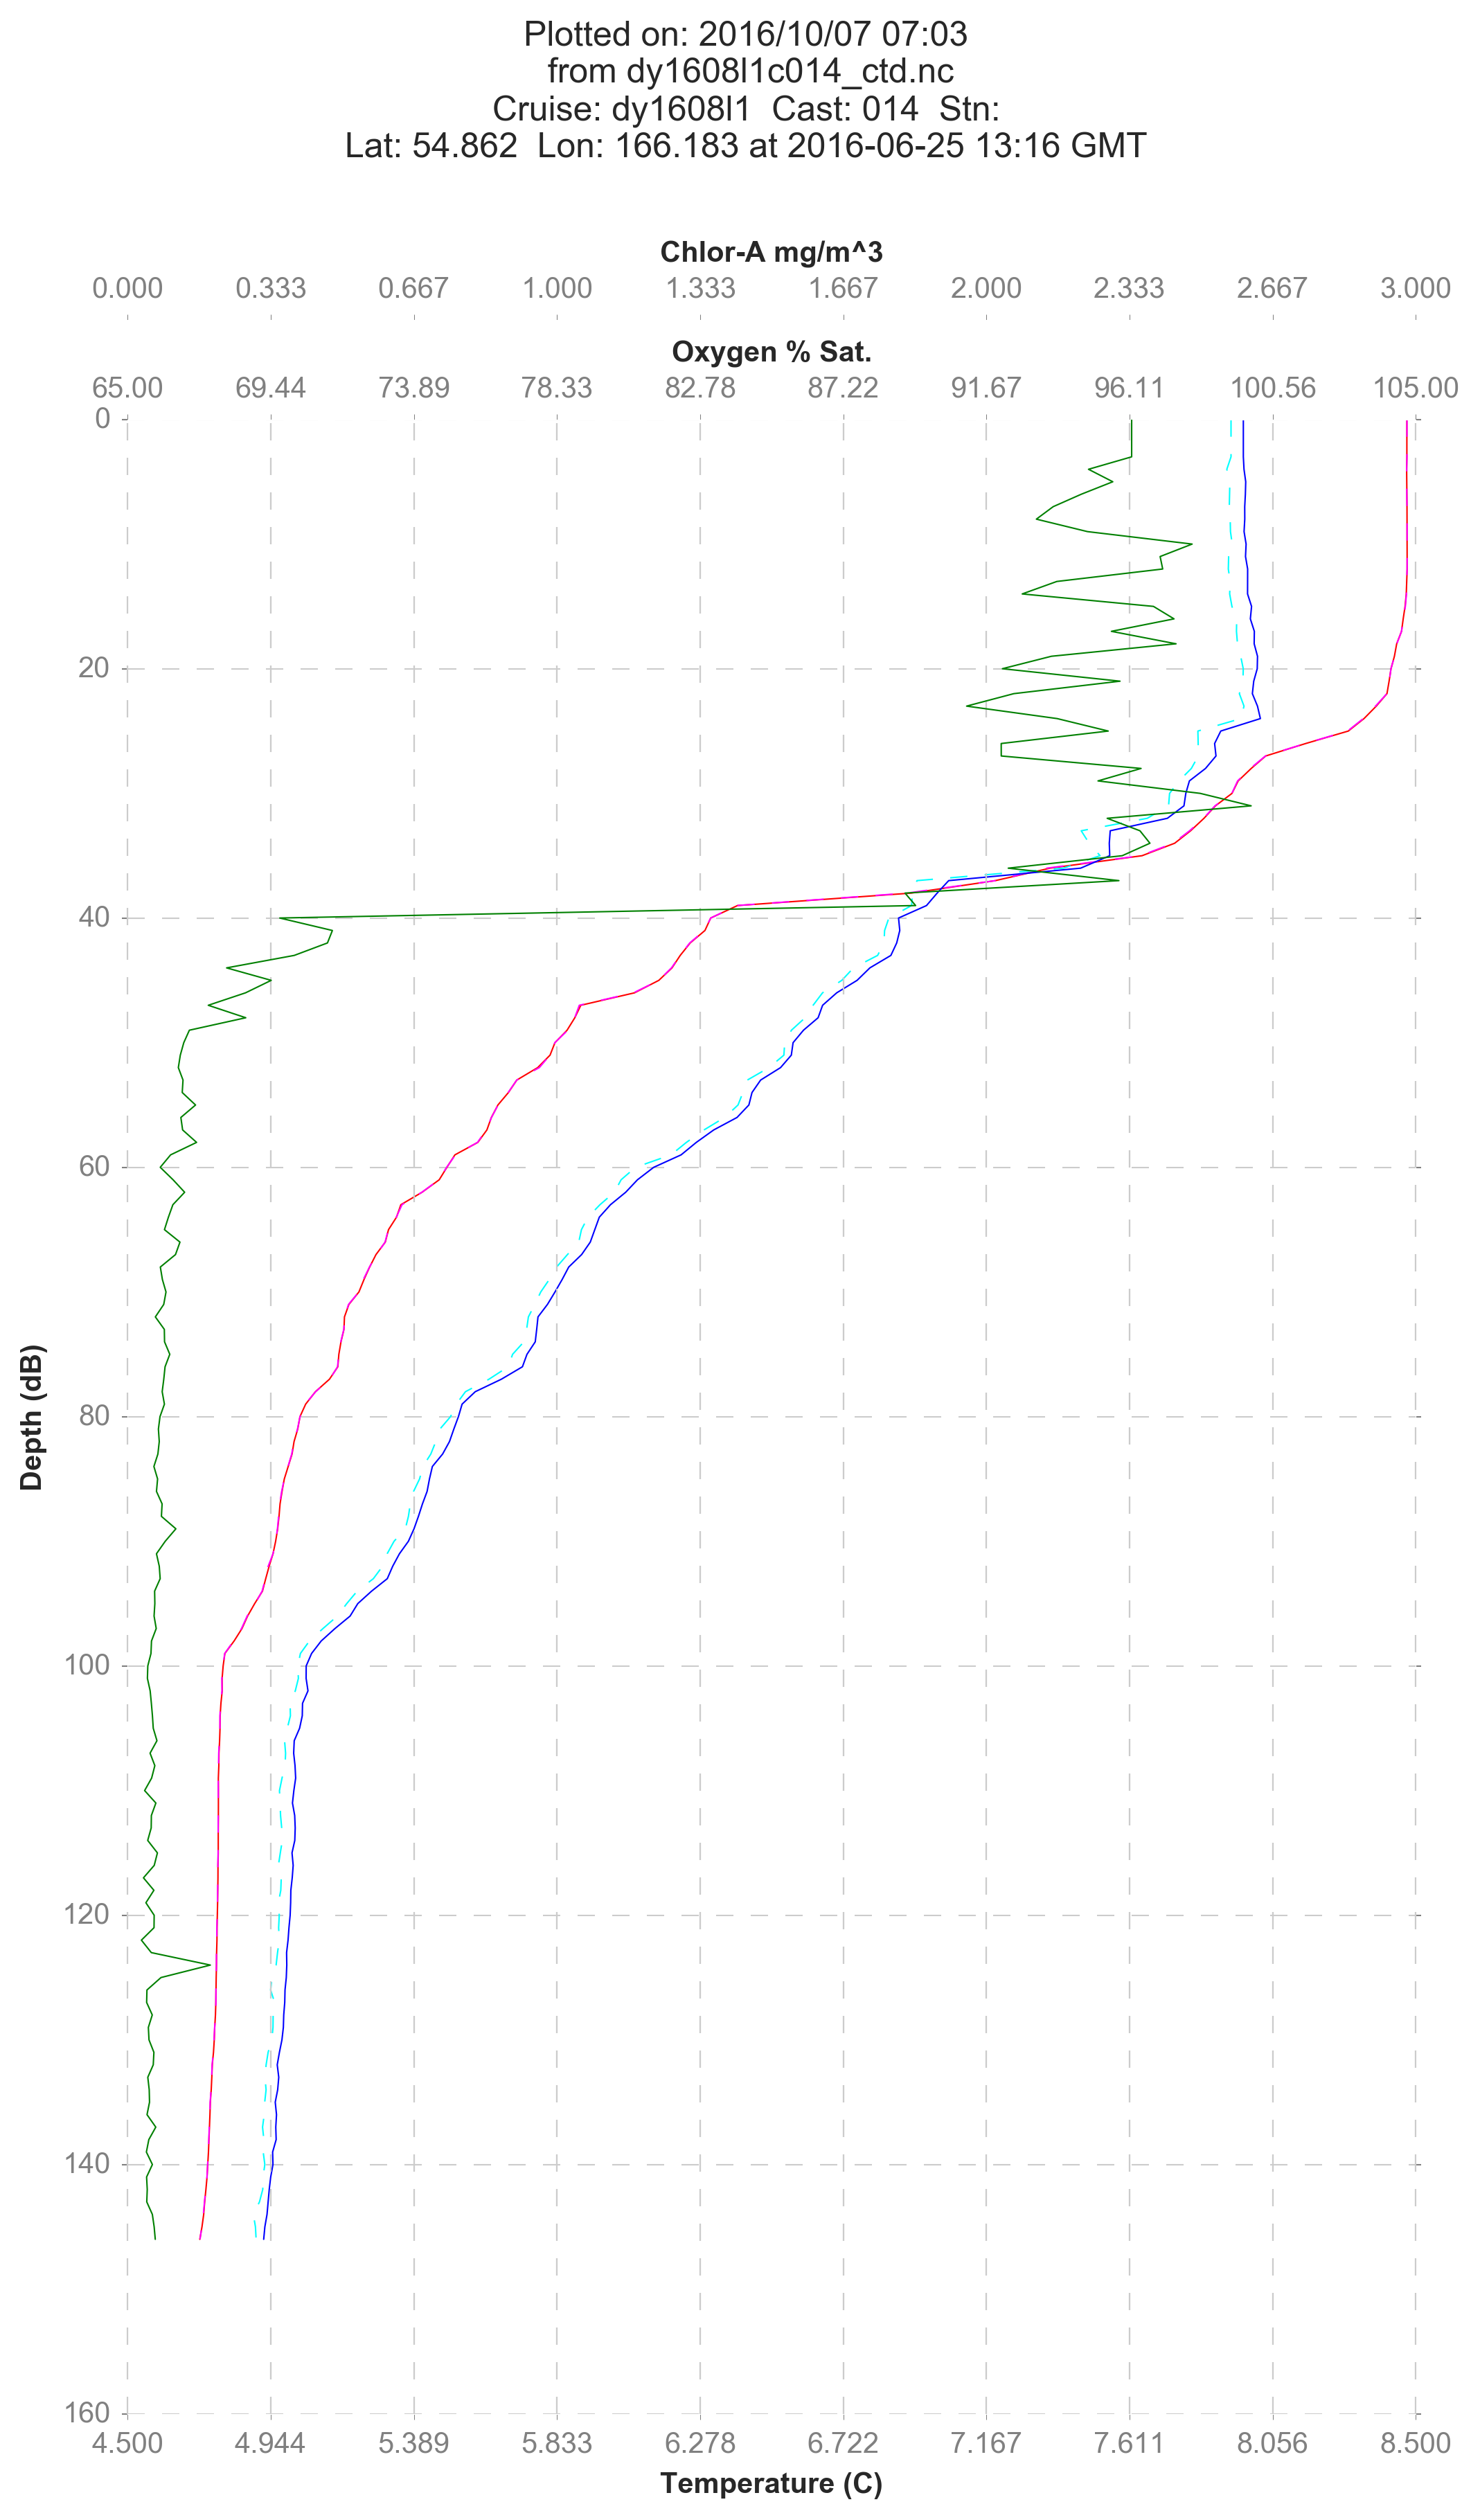 Plotted on: 2016/10/07 07:03
from dy1608l1c014_ctd.nc
Cruise: dy1608l1 Cast: 014 Stn:
Lat: 54.862 Lon: 166.183 at 2016-06-25 13:16 GMT
Chlor-A mg/m^3
0.000 0.333 0.667 1.000 1.333 1.667 2.000 2.333 2.667 3.000
Oxygen % Sat.
65.00 69.44 73.89 78.33 82.78 87.22 91.67 96.11 100.56 105.00
0
20
40
60
Depth (dB)
80
100
120
140
160
4.500 4.944 5.389 5.833 6.278 6.722 7.167 7.611 8.056 8.500
Temperature (C)